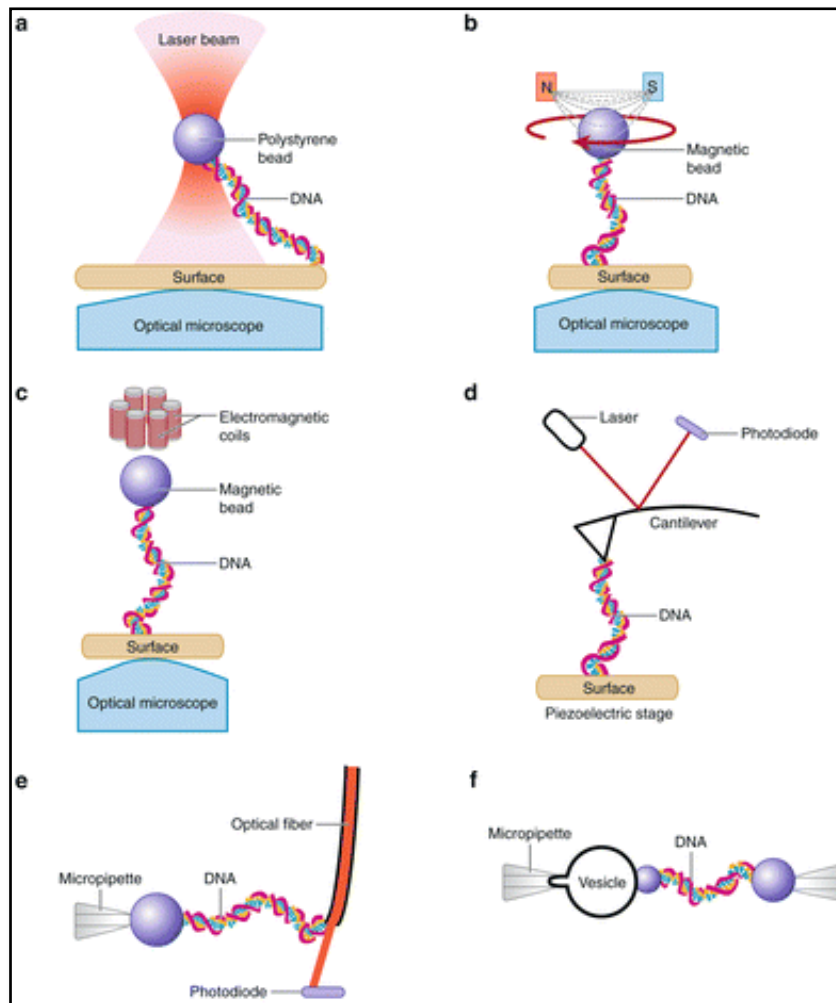 a
Laser beam
Polystyrene
bead
DNA
Surface
Optical microscope
b
N
S
Magnetic
bead
DNA
Surface
Optical microscope
c
Electromagnetic
coils
Magnetic
bead
DNA
Surface
Optical microscope
d
Laser
Photodiode
Cantilever
DNA
Surface
Piezoelectric stage
e
Optical fiber
Micropipette
DNA
Photodiode
f
Micropipette
DNA
Vesicle